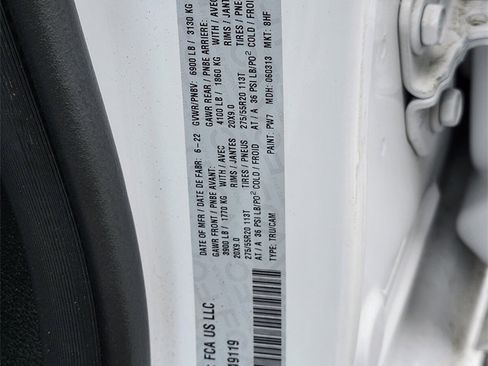 : FCA US LLC
DATE OF MFR / DATE DE FABR: 6-22 GVWR/PNBV: 6900 LB / 3130 KG
GAWR FRONT / PNBE AVANT: GAWR REAR / PNBE ARRIERE:
3900 LB / 1770 KG WITH / AVEC 4100 LB / 1860 KG WITH / AVEC
20X9.0 RIMS / JANTES 20X9.0 RIMS / JANTES
275/55R20 113T TIRES / PNEUS 275/55R20 113T TIRES / PNE
AT / A 36 PSI LB/PO² COLD / FROID AT / A 36 PSI LB/PO² COLD / FROID
TYPE: TRU/CAM PAINT: PW7 MDH: 060313 MKT: 8HF
9119